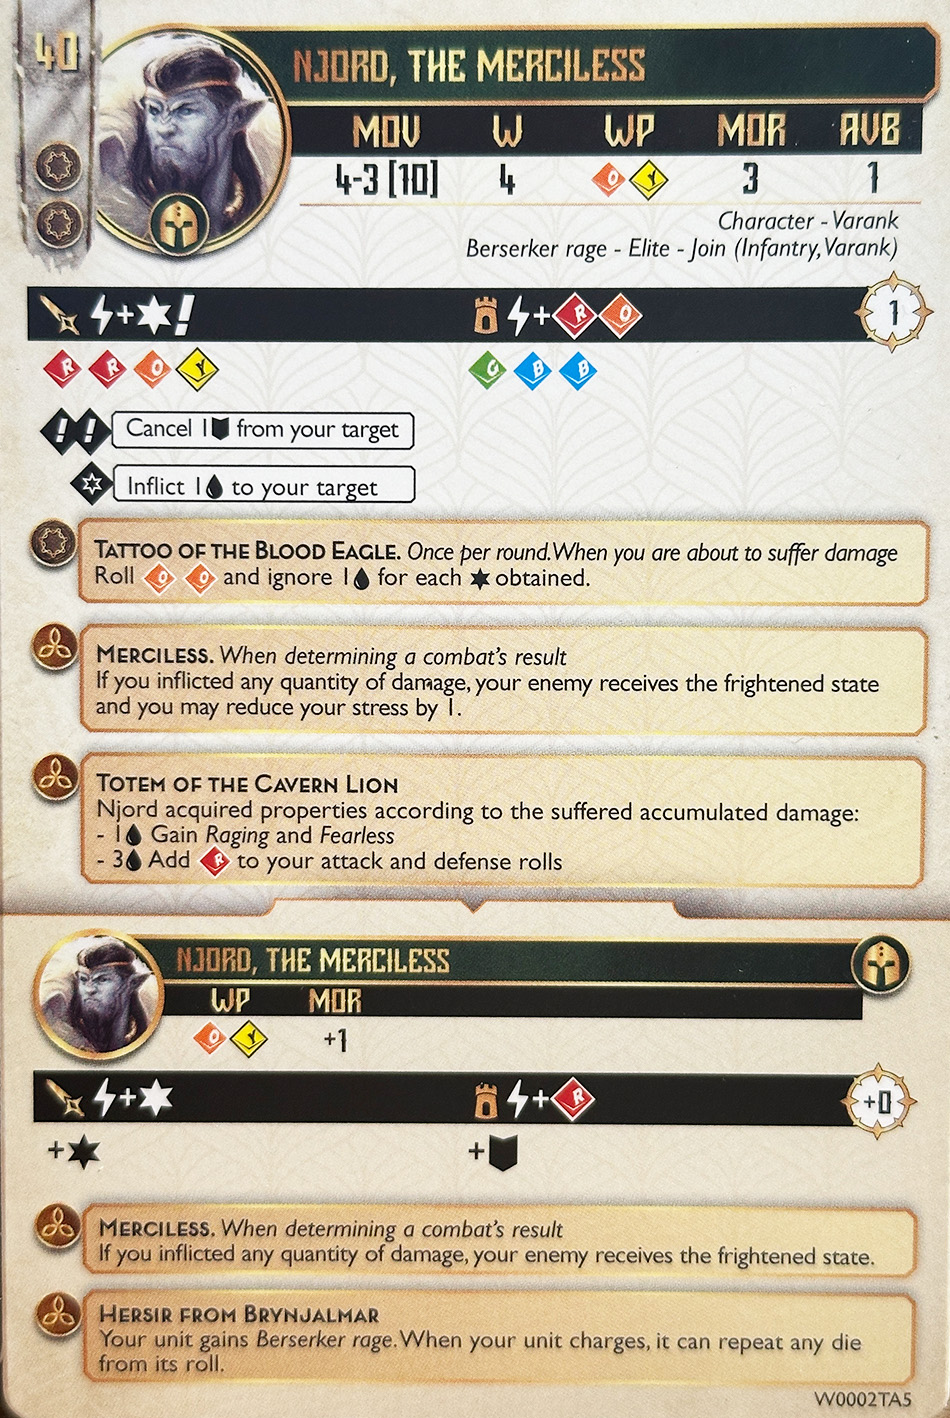 40
NJORD, THE MERCILESS
MOV W WP MOR AVB
4-3 [10] 4 O Y 3 1
Character - Varank
Berserker rage - Elite - Join (Infantry, Varank)
+ ! + R O 1
R R O Y G B B
! ! Cancel 1 from your target
Inflict 1 to your target
TATTOO OF THE BLOOD EAGLE. Once per round. When you are about to suffer damage
Roll O O and ignore 1 for each obtained.
MERCILESS. When determining a combat's result
If you inflicted any quantity of damage, your enemy receives the frightened state
and you may reduce your stress by 1.
TOTEM OF THE CAVERN LION
Njord acquired properties according to the suffered accumulated damage:
- 1 Gain Raging and Fearless
- 3 Add R to your attack and defense rolls
NJORD, THE MERCILESS
WP MOR
O Y +1
+ + R +0
+ +
MERCILESS. When determining a combat's result
If you inflicted any quantity of damage, your enemy receives the frightened state.
HERSIR FROM BRYNJALMAR
Your unit gains Berserker rage. When your unit charges, it can repeat any die
from its roll.
W0002TA5